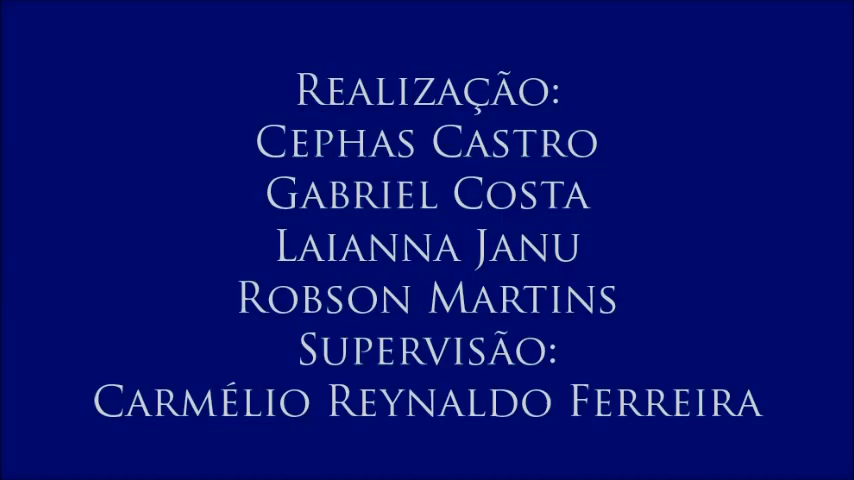 Realização:
Cephas Castro
Gabriel Costa
Laianna Janu
Robson Martins
Supervisão:
Carmélio Reynaldo Ferreira